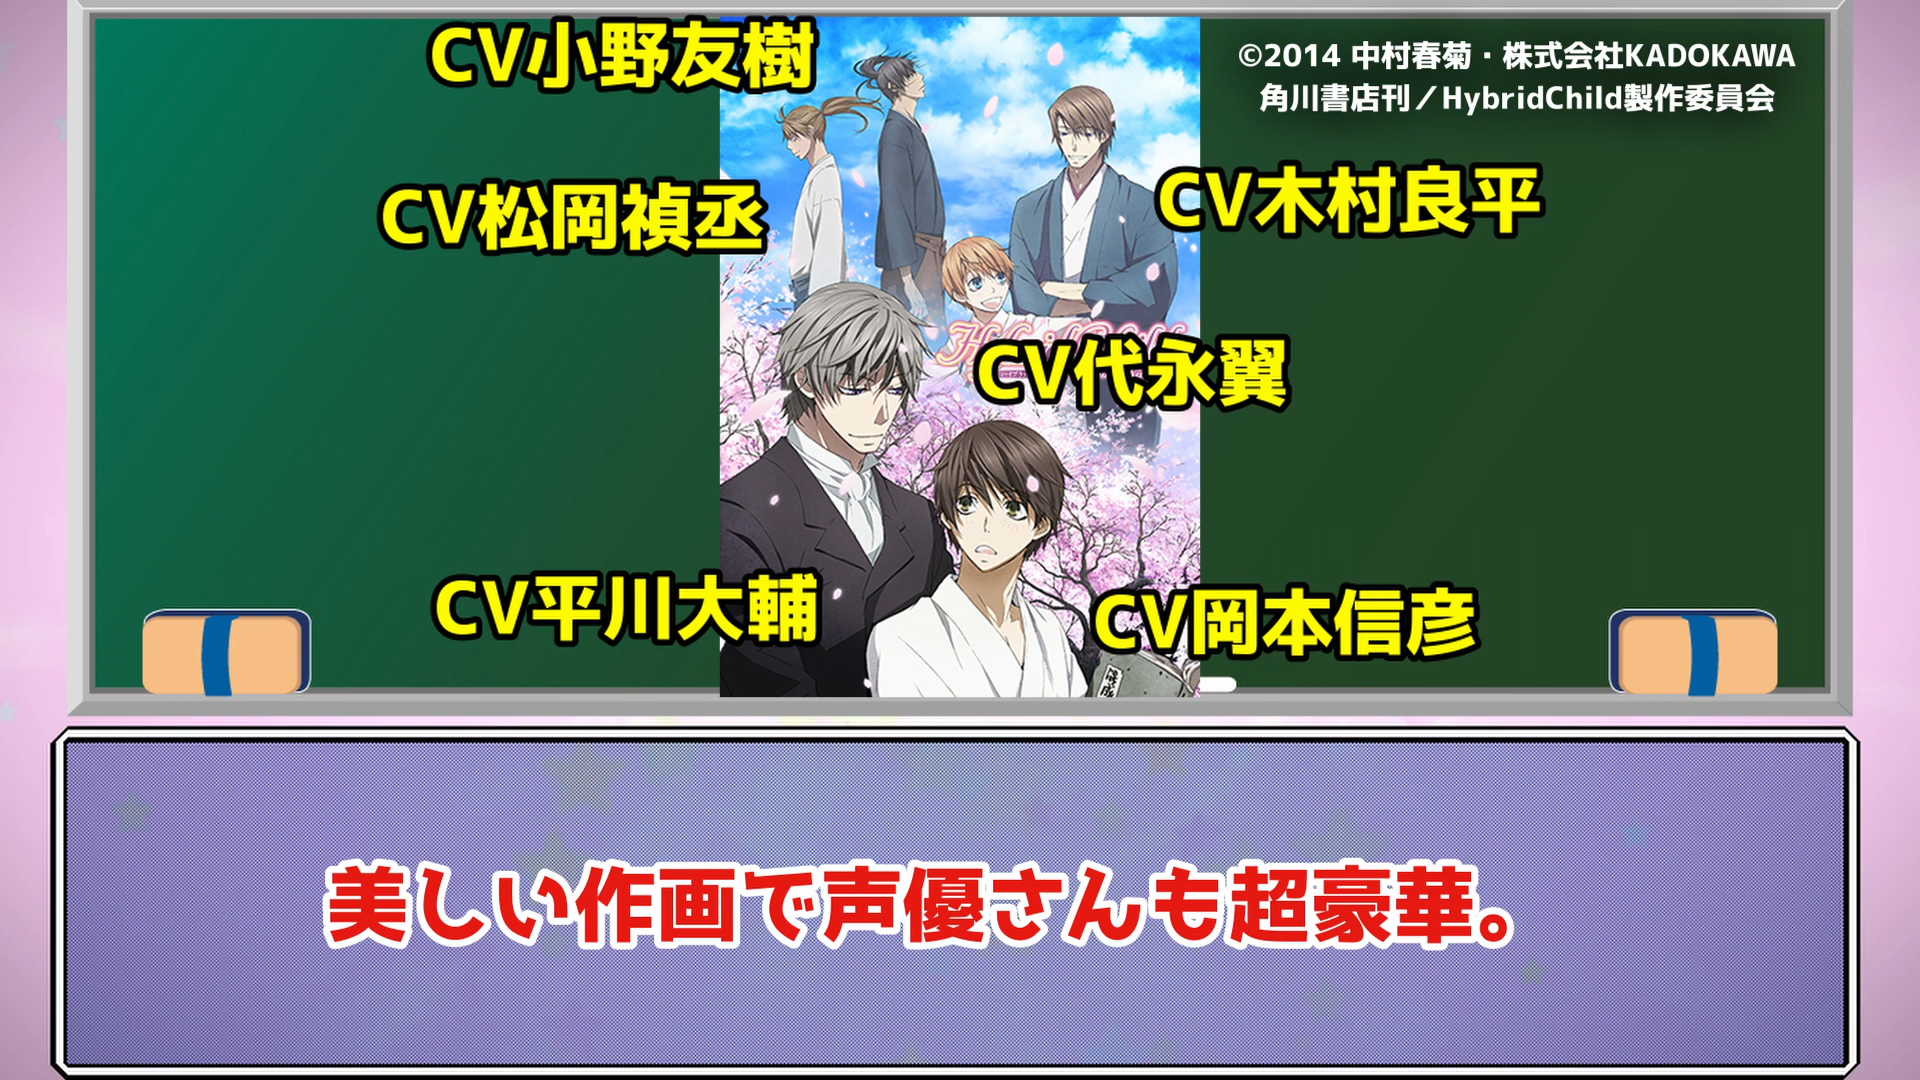 CV小野友樹
©2014 中村春菊・株式会社KADOKAWA
角川書店刊／HybridChild製作委員会
CV松岡禎丞
CV木村良平
CV代永翼
CV平川大輔
CV岡本信彦
美しい作画で声優さんも超豪華。